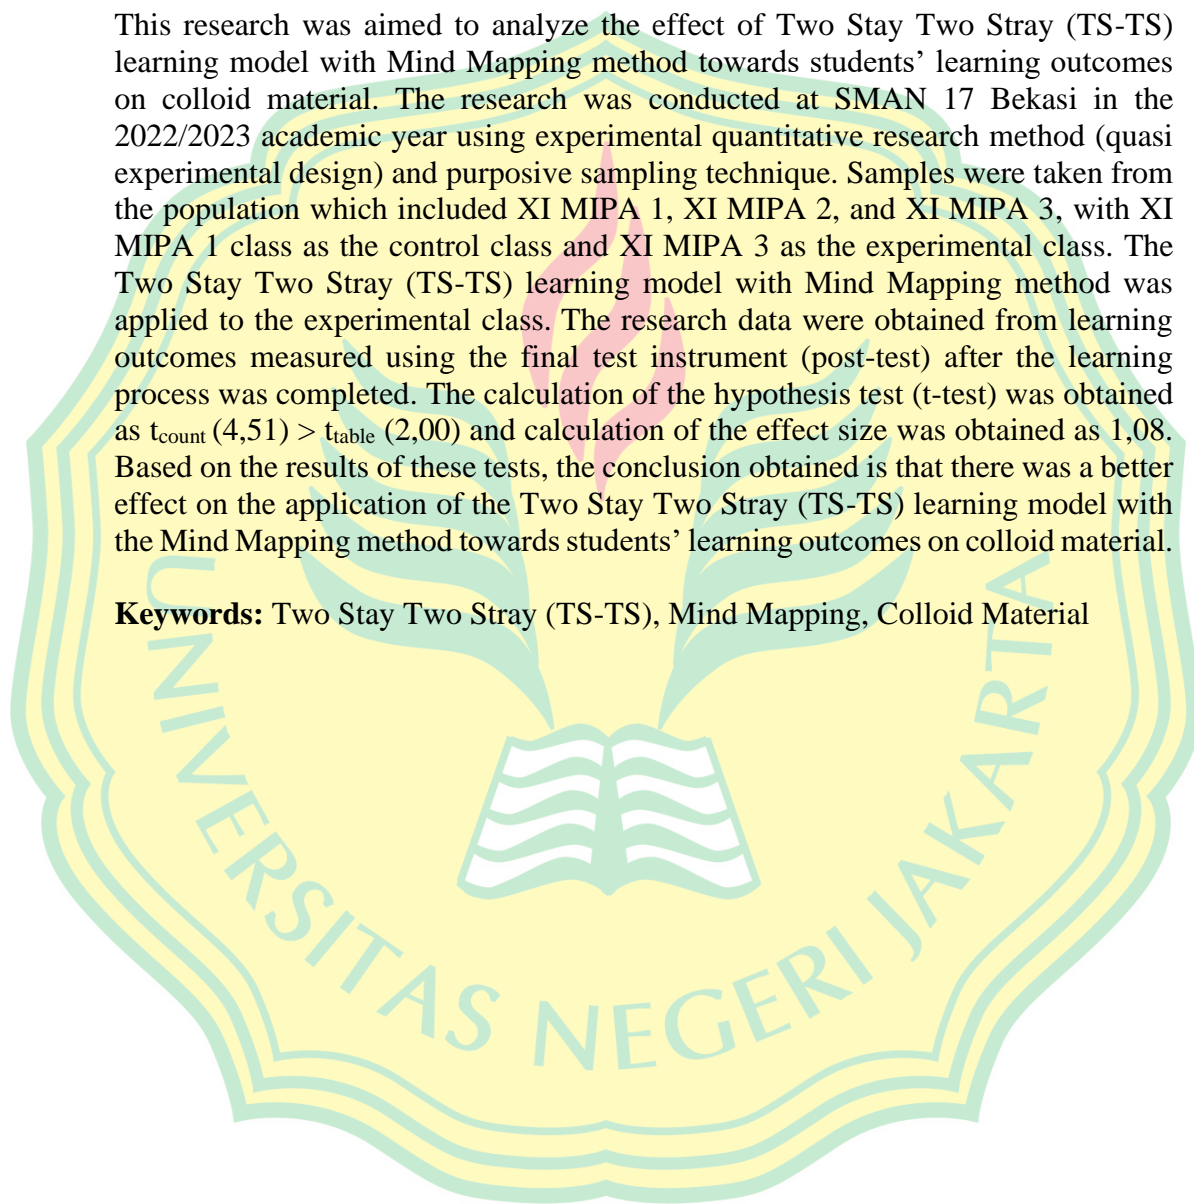 This research was aimed to analyze the effect of Two Stay Two Stray (TS-TS)
learning model with Mind Mapping method towards students’ learning outcomes
on colloid material. The research was conducted at SMAN 17 Bekasi in the
2022/2023 academic year using experimental quantitative research method (quasi
experimental design) and purposive sampling technique. Samples were taken from
the population which included XI MIPA 1, XI MIPA 2, and XI MIPA 3, with XI
MIPA 1 class as the control class and XI MIPA 3 as the experimental class. The
Two Stay Two Stray (TS-TS) learning model with Mind Mapping method was
applied to the experimental class. The research data were obtained from learning
outcomes measured using the final test instrument (post-test) after the learning
process was completed. The calculation of the hypothesis test (t-test) was obtained
as tcount (4,51) > ttable (2,00) and calculation of the effect size was obtained as 1,08.
Based on the results of these tests, the conclusion obtained is that there was a better
effect on the application of the Two Stay Two Stray (TS-TS) learning model with
the Mind Mapping method towards students’ learning outcomes on colloid material.
Keywords: Two Stay Two Stray (TS-TS), Mind Mapping, Colloid Material
UNIVERSITAS NEGERI JAKARTA